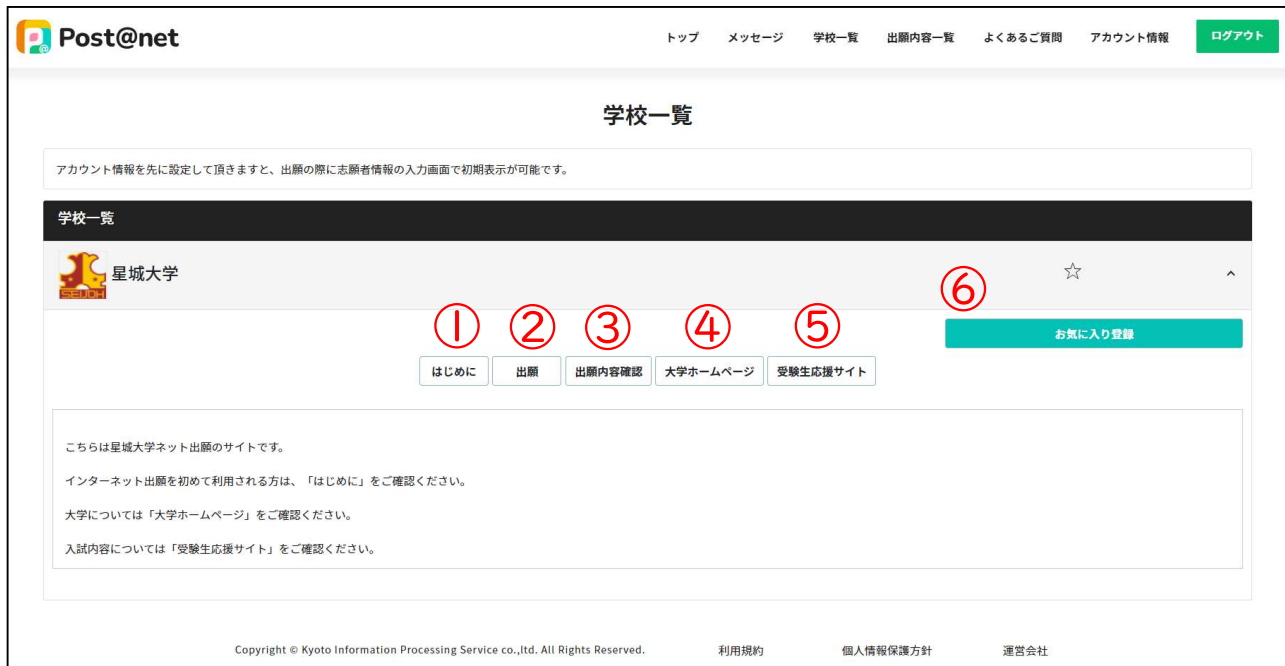 Post@net
トップ メッセージ 学校一覧 出願内容一覧 よくあるご質問 アカウント情報 ログアウト
学校一覧
アカウント情報を先に設定して頂きますと、出願の際に志願者情報の入力画面で初期表示が可能です。
学校一覧
SEIJOH
星城大学 ☆
⑥
お気に入り登録
① ② ③ ④ ⑤
はじめに 出願 出願内容確認 大学ホームページ 受験生応援サイト
こちらは星城大学ネット出願のサイトです。
インターネット出願を初めて利用される方は、「はじめに」をご確認ください。
大学については「大学ホームページ」をご確認ください。
入試内容については「受験生応援サイト」をご確認ください。
Copyright © Kyoto Information Processing Service co.,ltd. All Rights Reserved. 利用規約 個人情報保護方針 運営会社